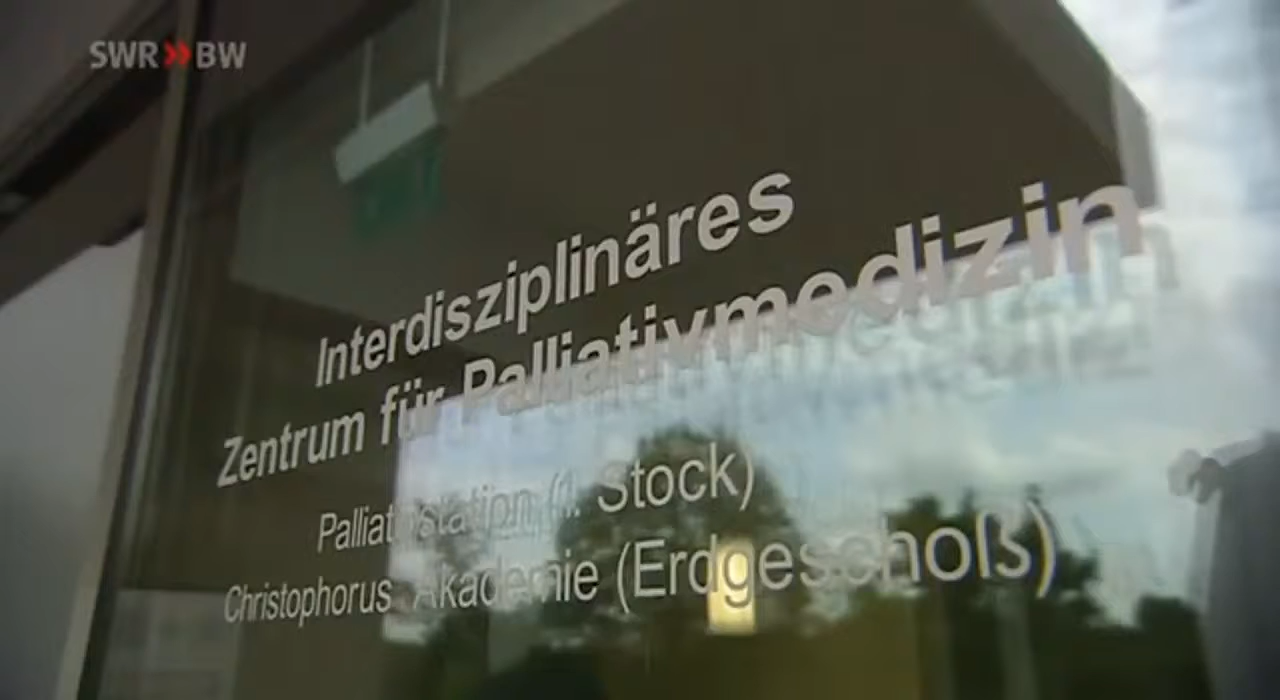 SWR»BW
Interdisziplinäres
Zentrum für Palliativmedizin
Palliativstation (1. Stock)
Christophorus Akademie (Erdgeschoß)